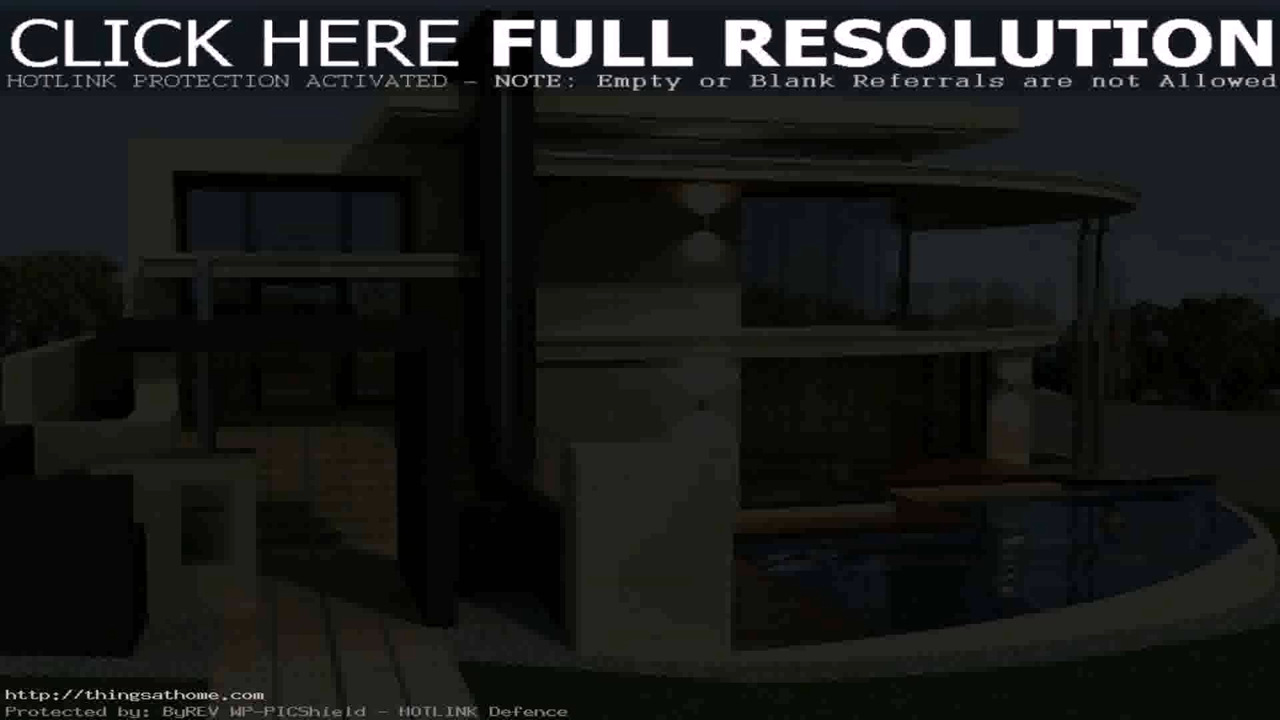 CLICK HERE FULL RESOLUTION
HOTLINK PROTECTION ACTIVATED - NOTE: Empty or Blank Referrals are not Allowed
http://thingsathome.com
Protected by: ByREV WP-PICShield - HOTLINK Defence